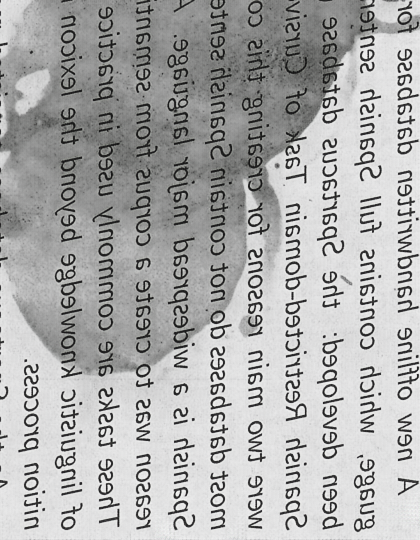 A new offline handwritten database for
guage, which contains full Spanish senten
been developed: the Spartacus database (
Spanish Restricted-domain Task of Cursiv
were two main reasons for creating this co
most databases do not contain Spanish sente
Spanish is a widespread major language. A
reason was to create a corpus from semanti
These tasks are commonly used in practice
of linguistic knowledge beyond the lexicon
nition process.